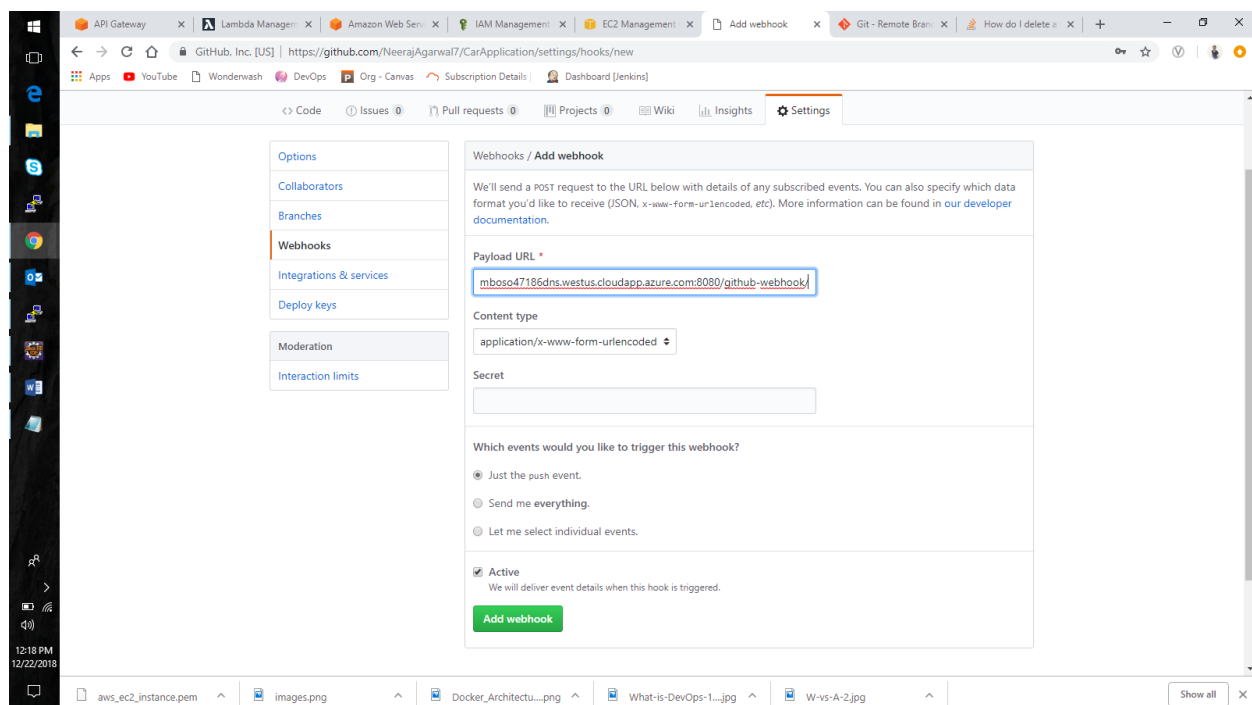 API Gateway
Lambda Managem
Amazon Web Servi
IAM Management
EC2 Management
Add webhook
Git - Remote Branc
How do I delete a
GitHub, Inc. [US] | https://github.com/NeerajAgarwal7/CarApplication/settings/hooks/new
Apps YouTube Wonderwash DevOps Org - Canvas Subscription Details Dashboard [Jenkins]
Code Issues 0 Pull requests 0 Projects 0 Wiki Insights Settings
Options
Collaborators
Branches
Webhooks
Integrations & services
Deploy keys
Moderation
Interaction limits
Webhooks / Add webhook
We'll send a POST request to the URL below with details of any subscribed events. You can also specify which data
format you'd like to receive (JSON, x-www-form-urlencoded, etc). More information can be found in our developer
documentation.
Payload URL *
mboso47186dns.westus.cloudapp.azure.com:8080/github-webhook/
Content type
application/x-www-form-urlencoded
Secret
Which events would you like to trigger this webhook?
Just the push event.
Send me everything.
Let me select individual events.
Active
We will deliver event details when this hook is triggered.
Add webhook
12:18 PM
12/22/2018
aws_ec2_instance.pem
images.png
Docker_Architectu....png
What-is-DevOps-1....jpg
W-vs-A-2.jpg
Show all